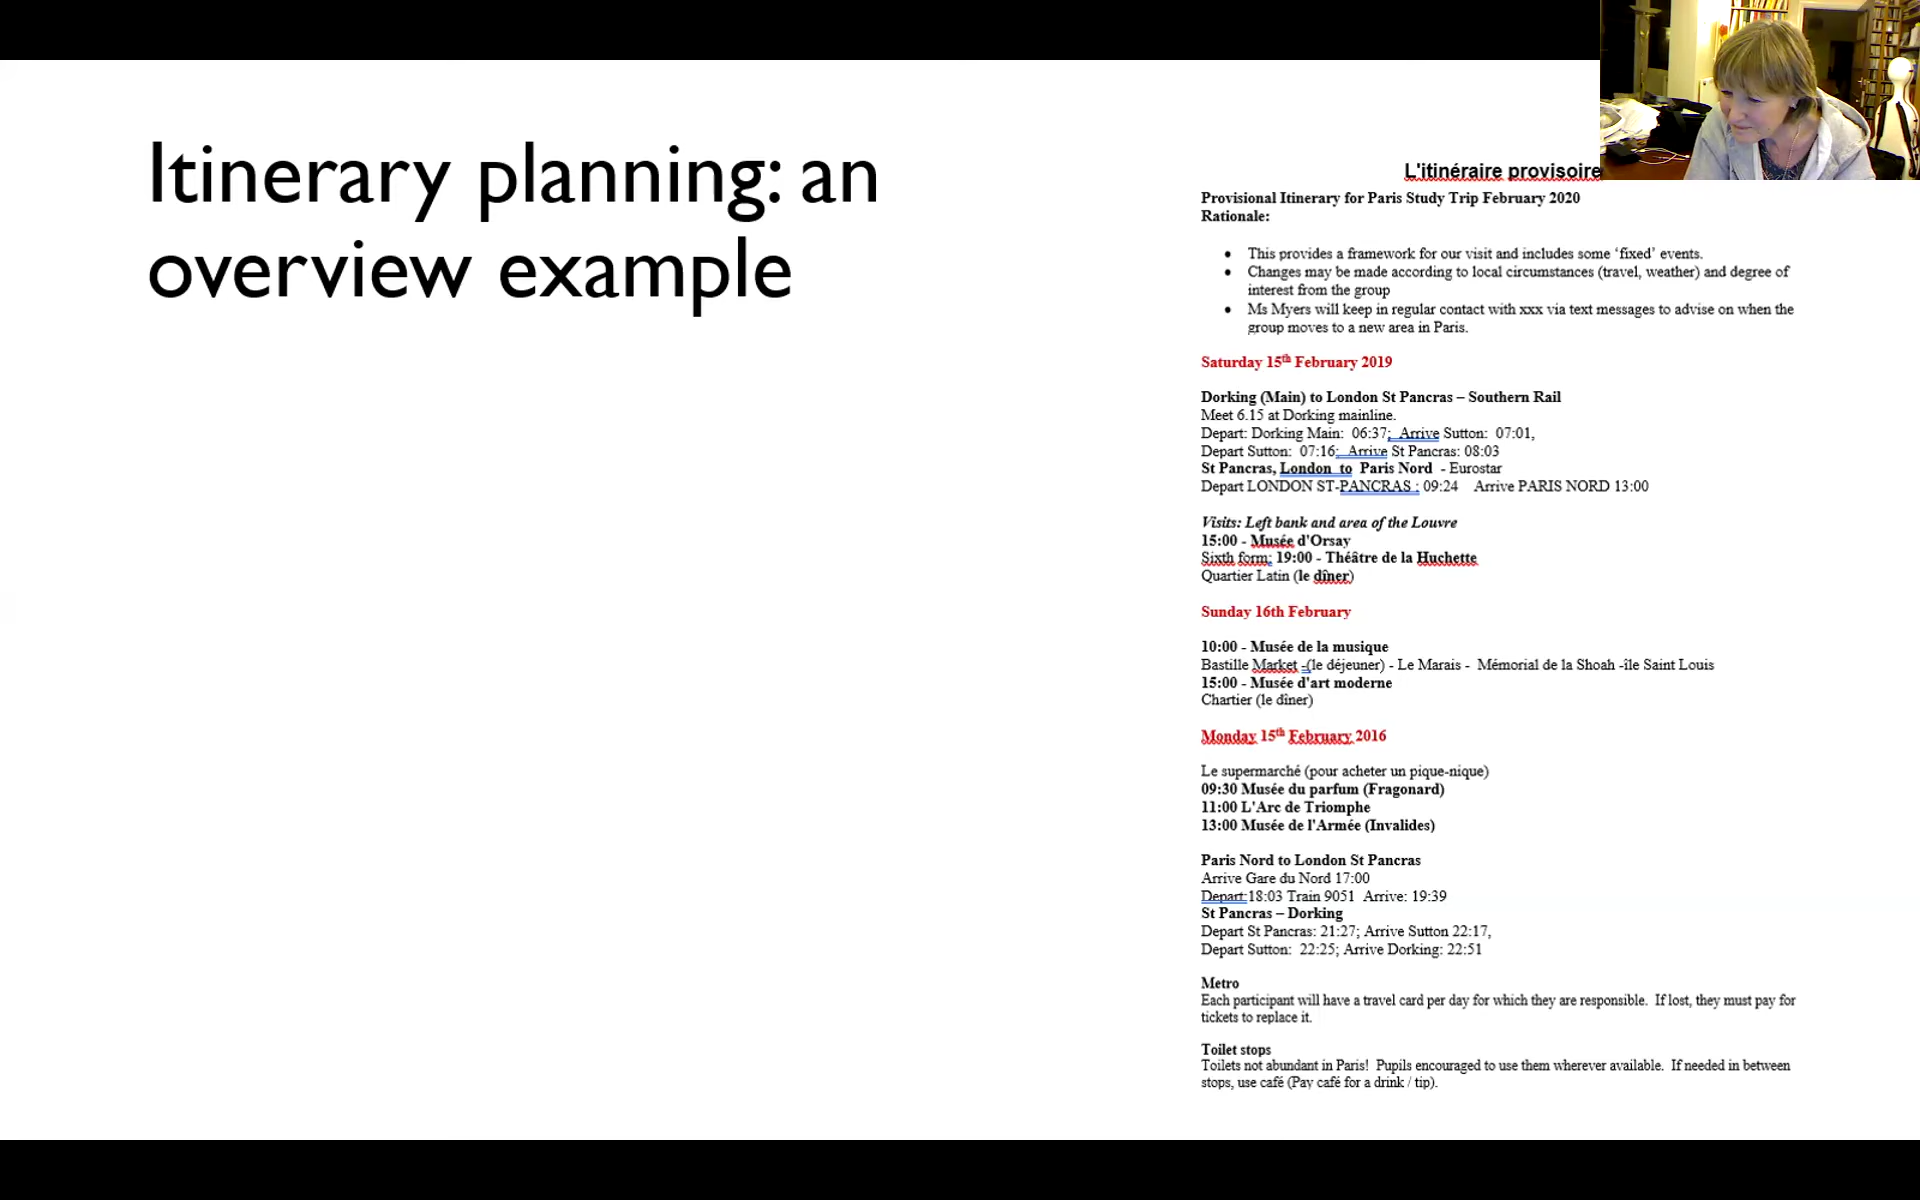 Itinerary planning: an
overview example
L'itinéraire provisoire
Provisional Itinerary for Paris Study Trip February 2020
Rationale:
• This provides a framework for our visit and includes some ‘fixed’ events.
• Changes may be made according to local circumstances (travel, weather) and degree of
interest from the group
• Ms Myers will keep in regular contact with xxx via text messages to advise on when the
group moves to a new area in Paris.
Saturday 15th February 2019
Dorking (Main) to London St Pancras – Southern Rail
Meet 6.15 at Dorking mainline.
Depart: Dorking Main: 06:37; Arrive Sutton: 07:01,
Depart Sutton: 07:16; Arrive St Pancras: 08:03
St Pancras, London to Paris Nord - Eurostar
Depart LONDON ST-PANCRAS : 09:24 Arrive PARIS NORD 13:00
Visits: Left bank and area of the Louvre
15:00 - Musée d'Orsay
Sixth form: 19:00 - Théâtre de la Huchette
Quartier Latin (le dîner)
Sunday 16th February
10:00 - Musée de la musique
Bastille Market -(le déjeuner) - Le Marais - Mémorial de la Shoah -île Saint Louis
15:00 - Musée d'art moderne
Chartier (le dîner)
Monday 15th February 2016
Le supermarché (pour acheter un pique-nique)
09:30 Musée du parfum (Fragonard)
11:00 L'Arc de Triomphe
13:00 Musée de l'Armée (Invalides)
Paris Nord to London St Pancras
Arrive Gare du Nord 17:00
Depart:18:03 Train 9051 Arrive: 19:39
St Pancras – Dorking
Depart St Pancras: 21:27; Arrive Sutton 22:17,
Depart Sutton: 22:25; Arrive Dorking: 22:51
Metro
Each participant will have a travel card per day for which they are responsible. If lost, they must pay for
tickets to replace it.
Toilet stops
Toilets not abundant in Paris! Pupils encouraged to use them wherever available. If needed in between
stops, use café (Pay café for a drink / tip).